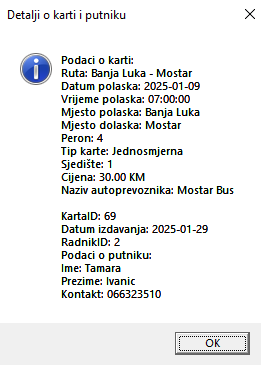 Detalji o karti i putniku
Podaci o karti:
Ruta: Banja Luka - Mostar
Datum polaska: 2025-01-09
Vrijeme polaska: 07:00:00
Mjesto polaska: Banja Luka
Mjesto dolaska: Mostar
Peron: 4
Tip karte: Jednosmjerna
Sjedište: 1
Cijena: 30.00 KM
Naziv autoprevoznika: Mostar Bus
KartaID: 69
Datum izdavanja: 2025-01-29
RadnikID: 2
Podaci o putniku:
Ime: Tamara
Prezime: Ivanic
Kontakt: 066323510
OK